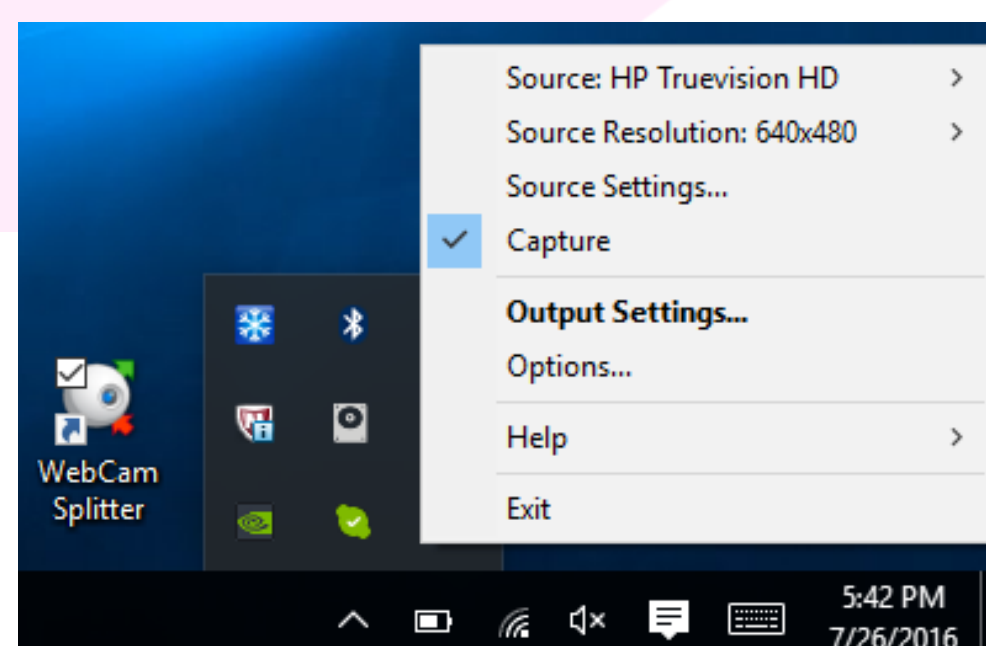 Source: HP Truevision HD
Source Resolution: 640x480
Source Settings...
Capture
Output Settings...
Options...
Help
Exit
WebCam
Splitter
5:42 PM
7/26/2016